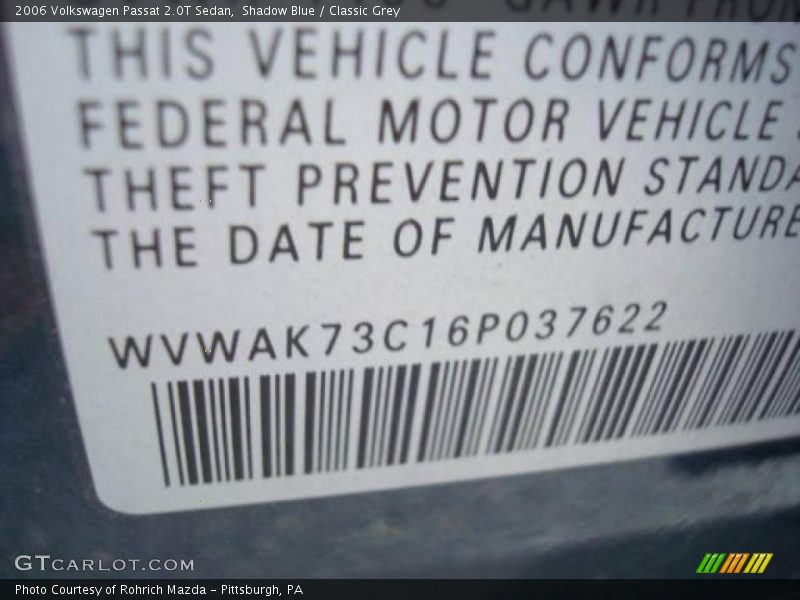 2006 Volkswagen Passat 2.0T Sedan,  Shadow Blue / Classic Grey
THIS VEHICLE CONFORMS
FEDERAL MOTOR VEHICLE
THEFT PREVENTION STANDA
THE DATE OF MANUFACTURE
WVWAK73C16P037622
GTCARLOT.COM
Photo Courtesy of Rohrich Mazda - Pittsburgh, PA